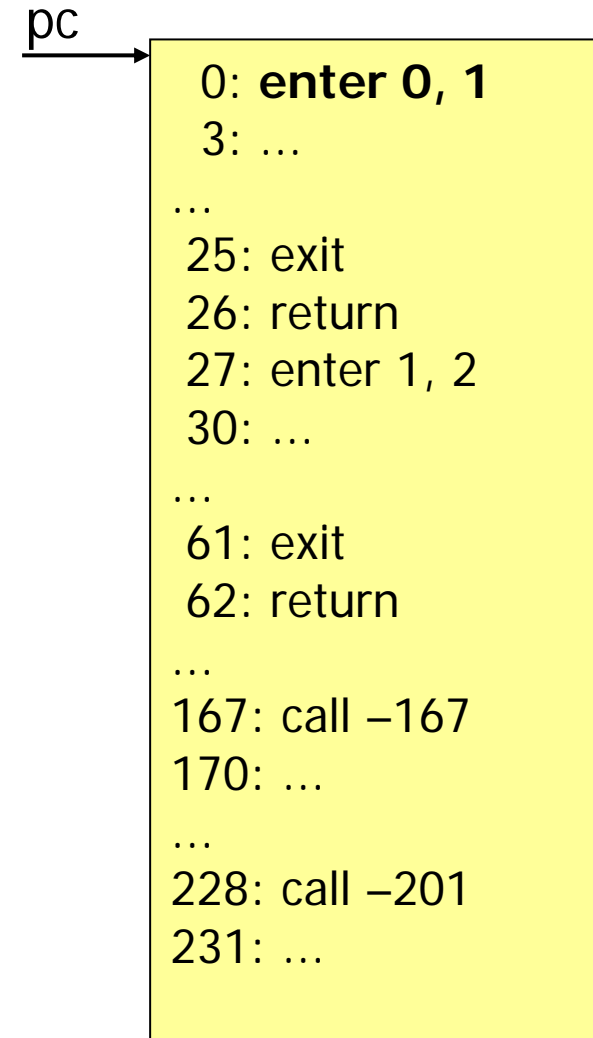 pc
0: enter 0, 1
3: …
…
25: exit
26: return
27: enter 1, 2
30: …
…
61: exit
62: return
…
167: call –167
170: …
…
228: call –201
231: …